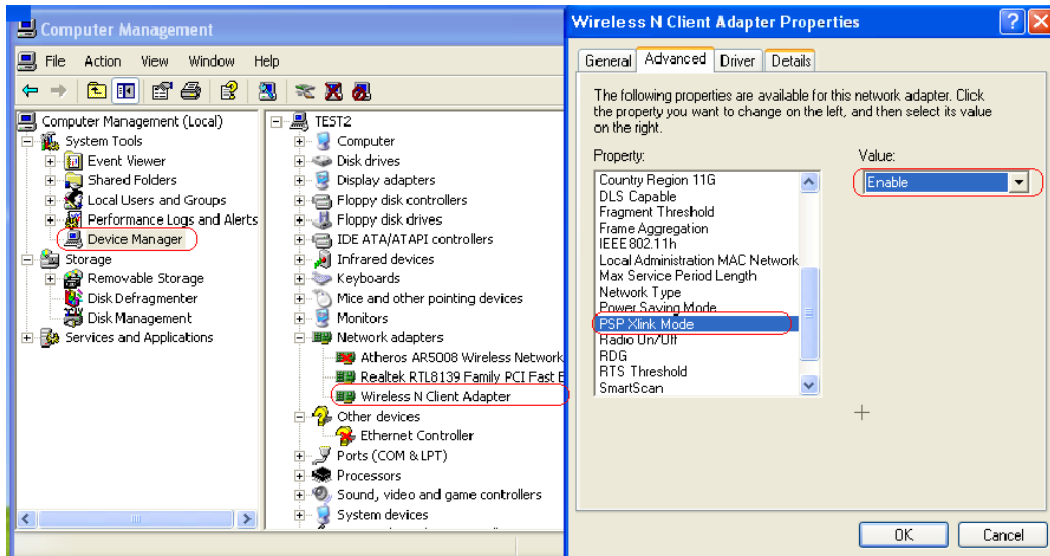 Computer Management
File Action View Window Help
Computer Management (Local)
System Tools
Event Viewer
Shared Folders
Local Users and Groups
Performance Logs and Alerts
Device Manager
Storage
Removable Storage
Disk Defragmenter
Disk Management
Services and Applications
TEST2
Computer
Disk drives
Display adapters
Floppy disk controllers
Floppy disk drives
IDE ATA/ATAPI controllers
Infrared devices
Keyboards
Mice and other pointing devices
Monitors
Network adapters
Atheros AR5008 Wireless Network
Realtek RTL8139 Family PCI Fast E
Wireless N Client Adapter
Other devices
Ethernet Controller
Ports (COM & LPT)
Processors
Sound, video and game controllers
System devices
Wireless N Client Adapter Properties
General Advanced Driver Details
The following properties are available for this network adapter. Click
the property you want to change on the left, and then select its value
on the right.
Property:
Country Region 11G
DLS Capable
Fragment Threshold
Frame Aggregation
IEEE802.11h
Local Administration MAC Network
Max Service Period Length
Network Type
Power Saving Mode
PSP Xlink Mode
Radio On/Off
RDG
RTS Threshold
SmartScan
Value:
Enable
OK Cancel